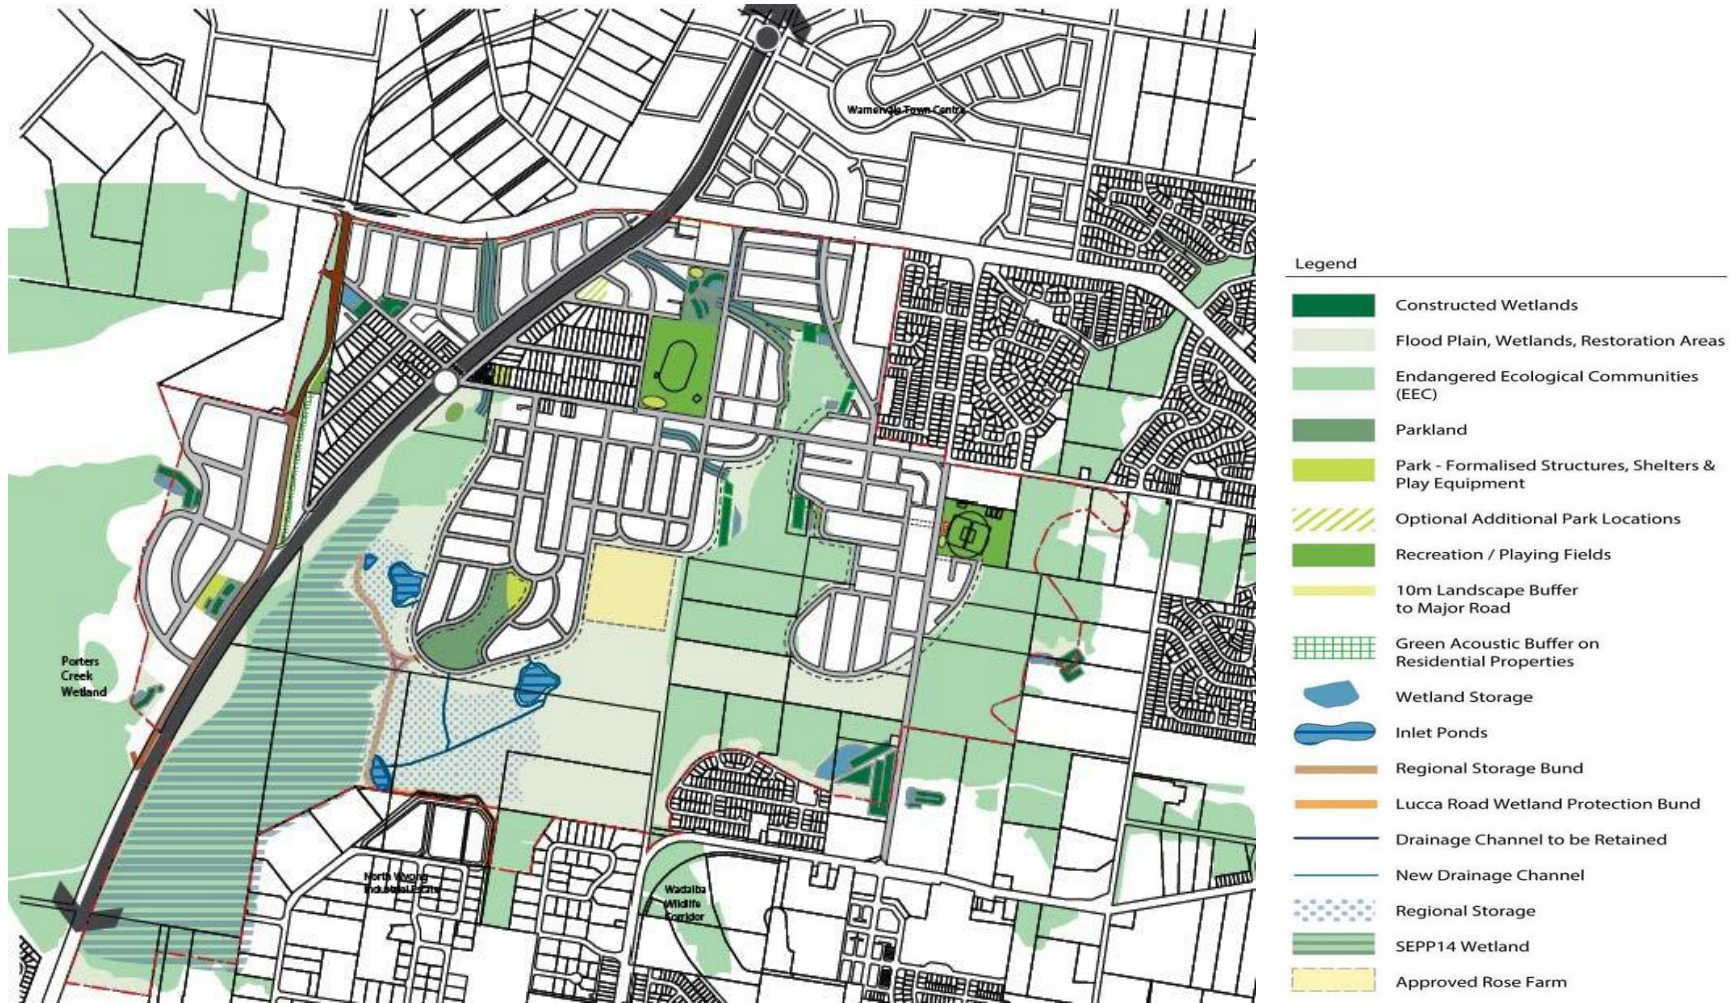 Warnervale Town Centre
Porters
Creek
Wetland
North Wyong
Industrial Estate
Wadalba
Wildlife
Corridor
Legend
Constructed Wetlands
Flood Plain, Wetlands, Restoration Areas
Endangered Ecological Communities
(EEC)
Parkland
Park - Formalised Structures, Shelters &
Play Equipment
Optional Additional Park Locations
Recreation / Playing Fields
10m Landscape Buffer
to Major Road
Green Acoustic Buffer on
Residential Properties
Wetland Storage
Inlet Ponds
Regional Storage Bund
Lucca Road Wetland Protection Bund
Drainage Channel to be Retained
New Drainage Channel
Regional Storage
SEPP14 Wetland
Approved Rose Farm